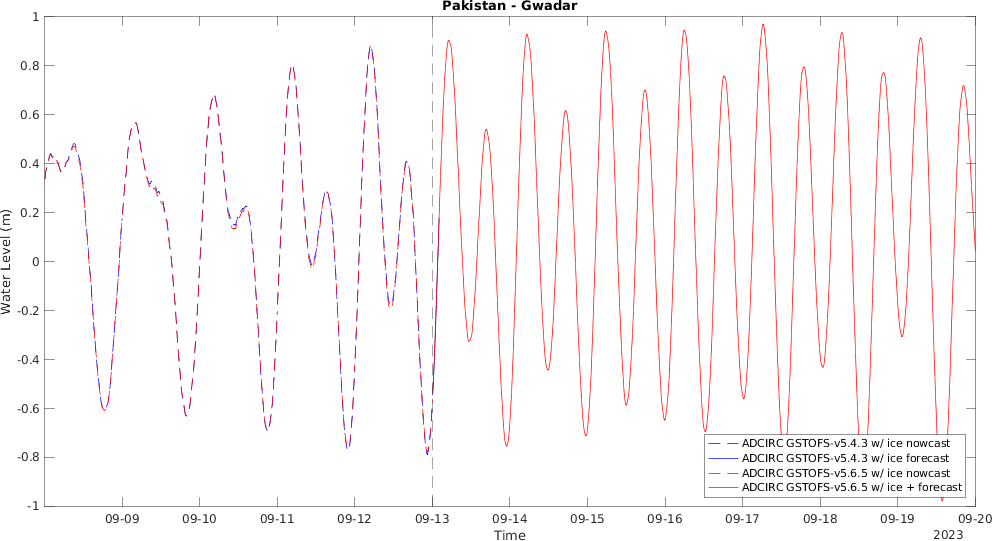 Pakistan - Gwadar
1
0.8
0.6
0.4
0.2
0
-0.2
-0.4
-0.6
-0.8
-1
Water Level (m)
ADCIRC GSTOFS-v5.4.3 w/ ice nowcast
ADCIRC GSTOFS-v5.4.3 w/ ice forecast
ADCIRC GSTOFS-v5.6.5 w/ ice nowcast
ADCIRC GSTOFS-v5.6.5 w/ ice + forecast
09-09 09-10 09-11 09-12 09-13 09-14 09-15 09-16 09-17 09-18 09-19 09-20
Time
2023